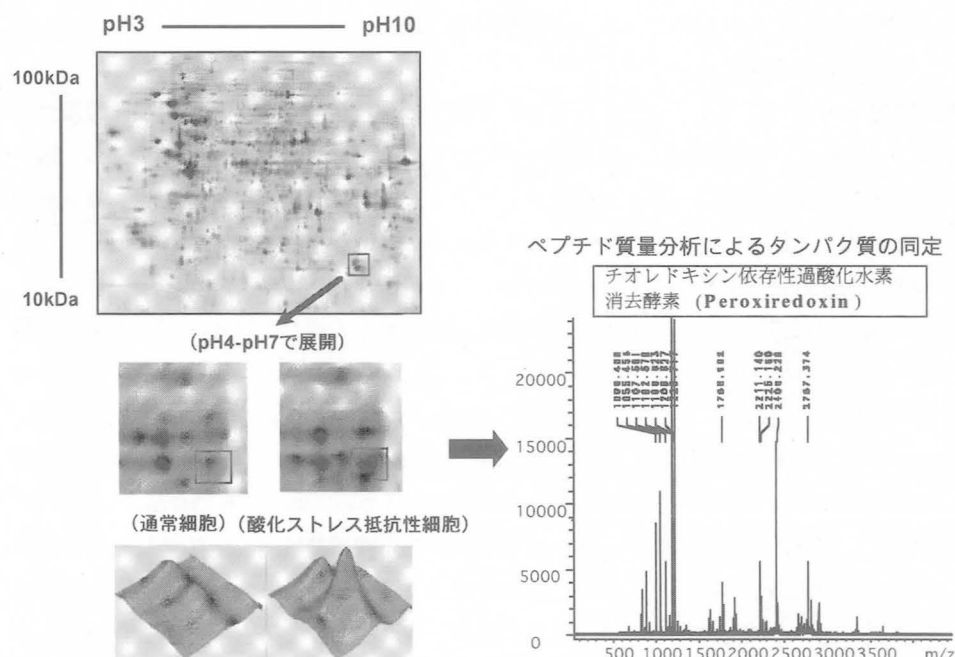 pH3
pH10
100kDa
10kDa
(pH4-pH7で展開)
(通常細胞)
(酸化ストレス抵抗性細胞)
ペプチド質量分析によるタンパク質の同定
チオレドキシン依存性過酸化水素
消去酵素 (Peroxiredoxin)
20000
15000
10000
5000
0
2211.140
2757.374
500 1000 1500 2000 2500 3000 3500 m/z